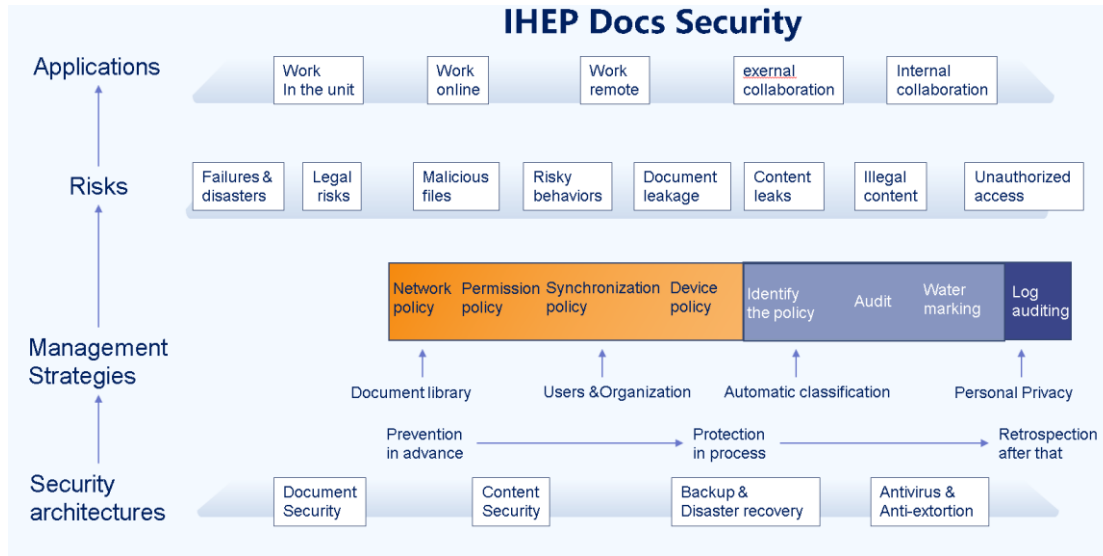 IHEP Docs Security
Applications
Work
In the unit
Work
online
Work
remote
exernal
collaboration
Internal
collaboration
Risks
Failures &
disasters
Legal
risks
Malicious
files
Risky
behaviors
Document
leakage
Content
leaks
Illegal
content
Unauthorized
access
Management
Strategies
Network
policy
Permission
policy
Synchronization
policy
Device
policy
Identify
the policy
Audit
Water
marking
Log
auditing
Document library
Users &Organization
Automatic classification
Personal Privacy
Prevention
in advance
Protection
in process
Retrospection
after that
Security
architectures
Document
Security
Content
Security
Backup &
Disaster recovery
Antivirus &
Anti-extortion